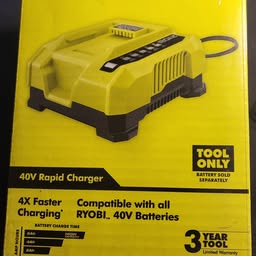 TOOL
ONLY
BATTERY SOLD
SEPARATELY
40V Rapid Charger
4X Faster
Charging*
Compatible with all
RYOBI™ 40V Batteries
BATTERY CHARGE TIME
3 YEAR
TOOL
Limited Warranty